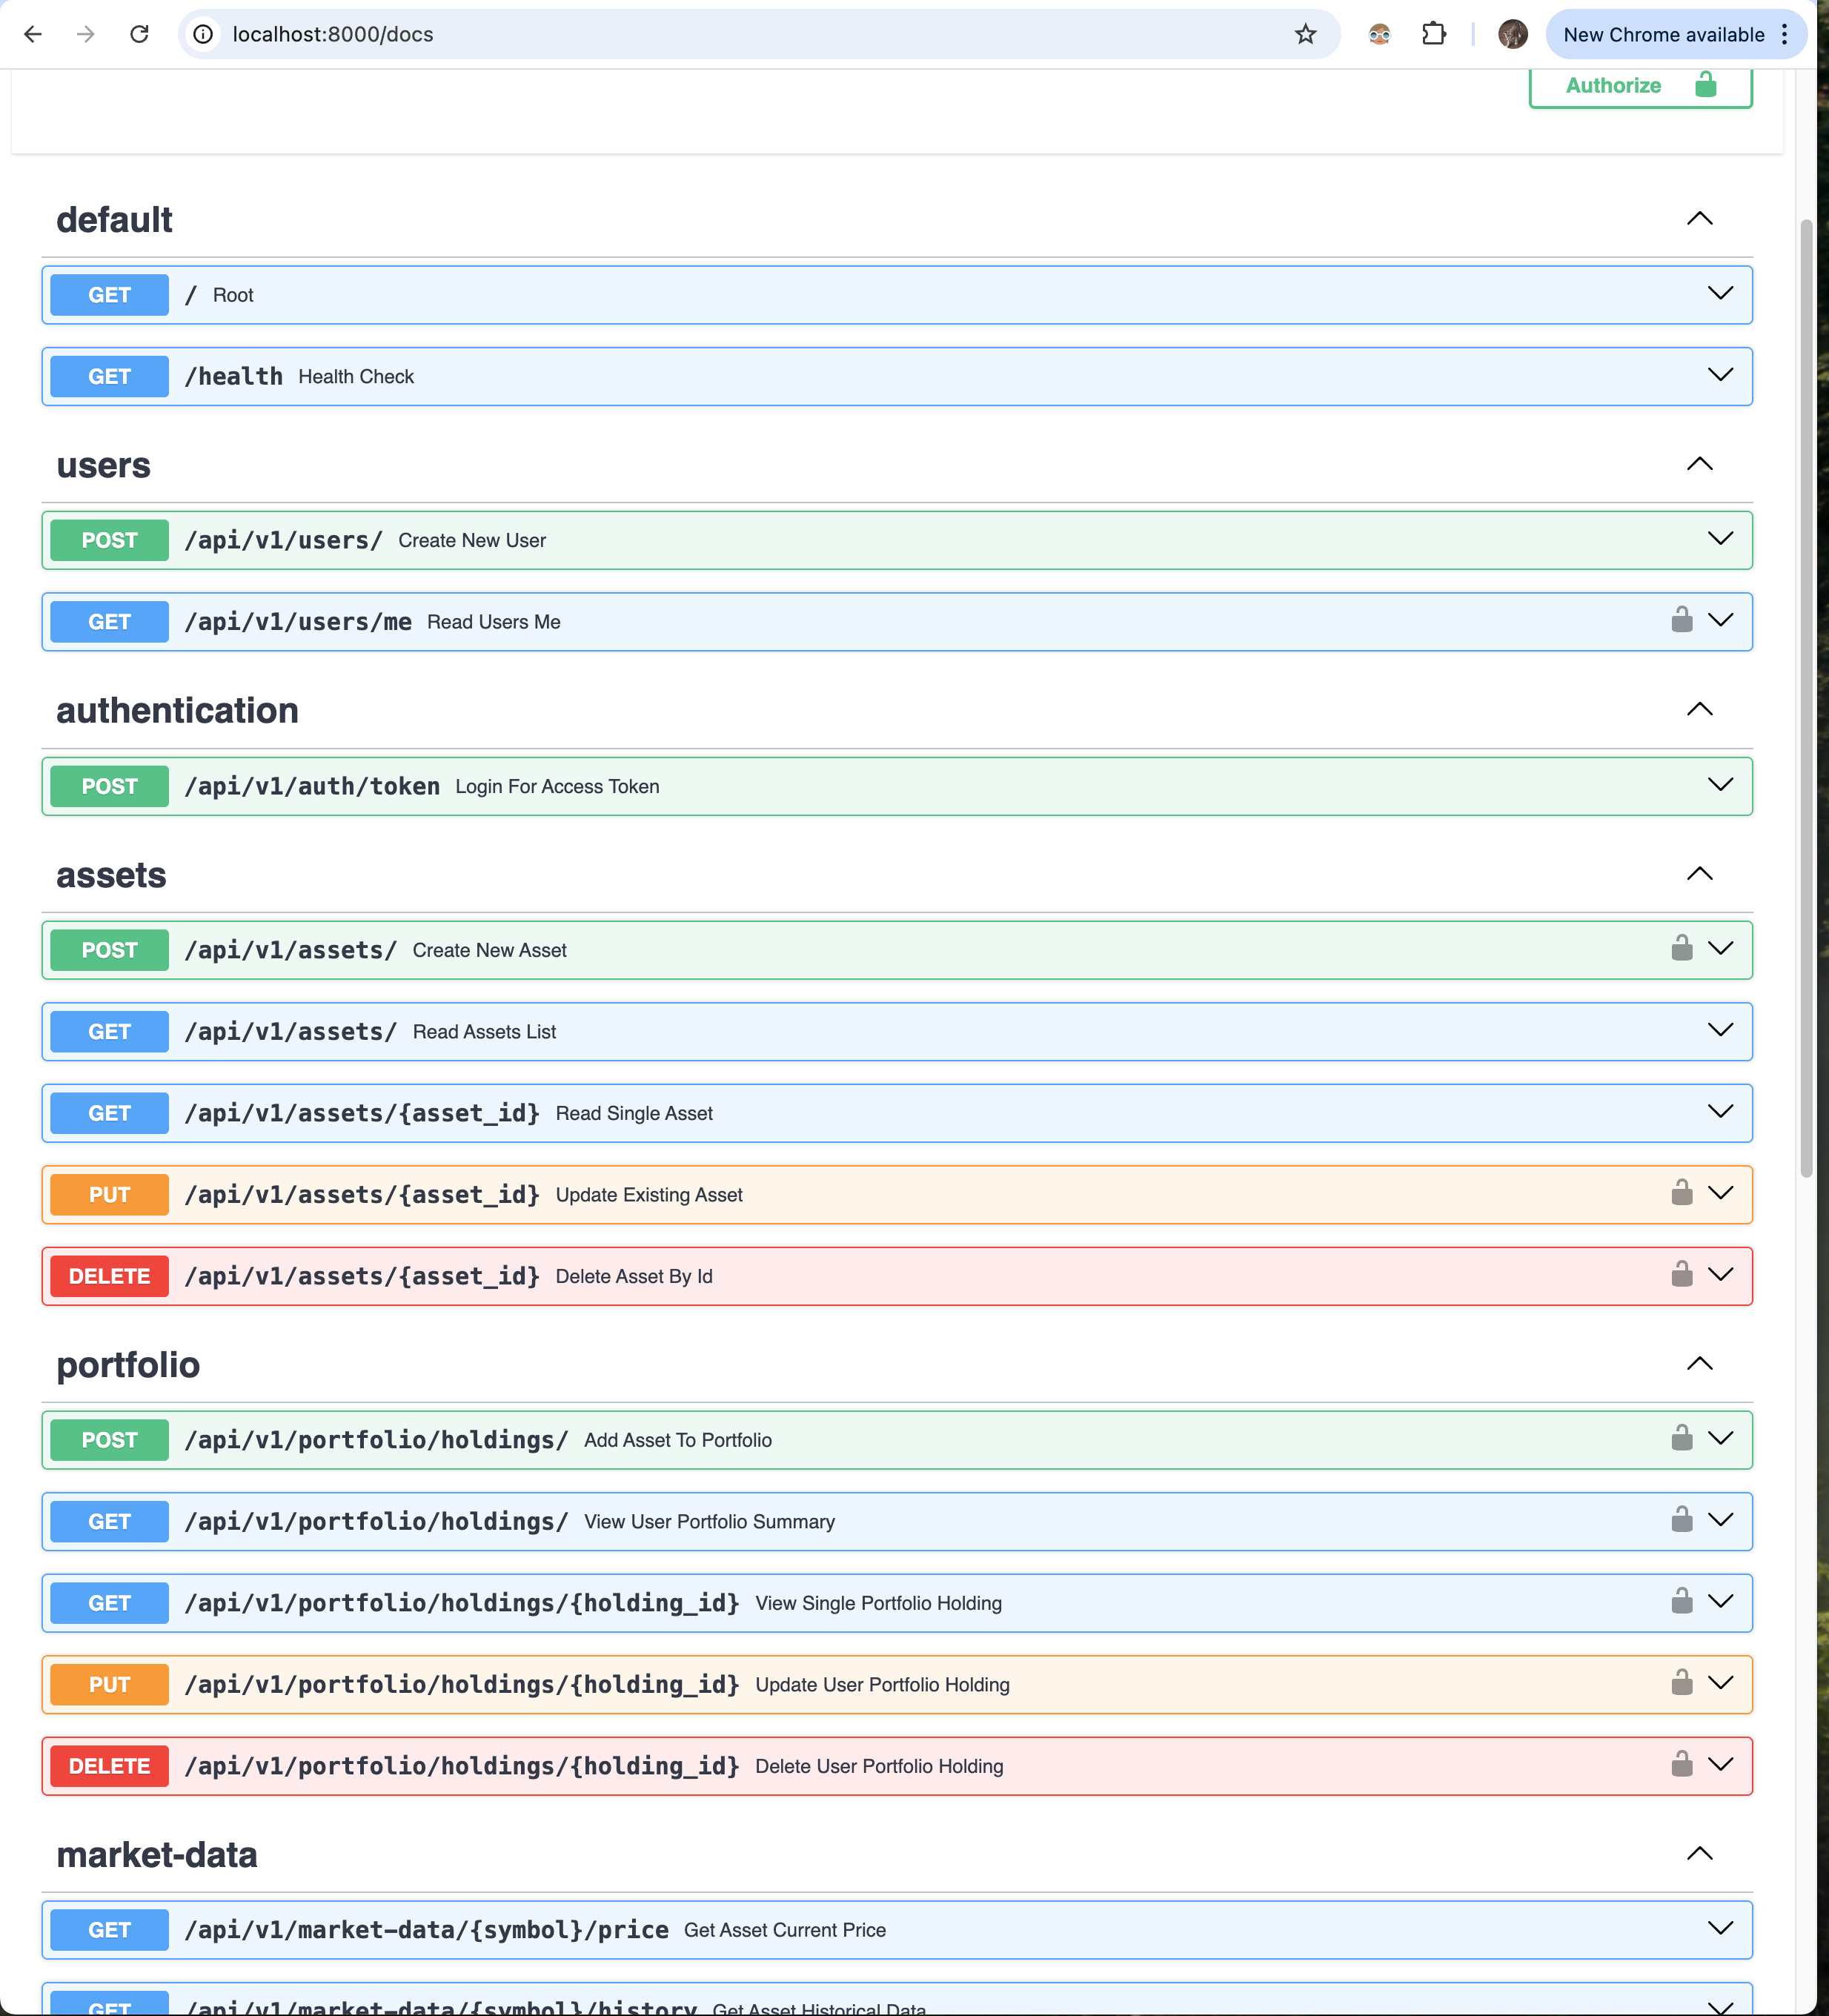 localhost:8000/docs
New Chrome available
Authorize
default
GET / Root
GET /health Health Check
users
POST /api/v1/users/ Create New User
GET /api/v1/users/me Read Users Me
authentication
POST /api/v1/auth/token Login For Access Token
assets
POST /api/v1/assets/ Create New Asset
GET /api/v1/assets/ Read Assets List
GET /api/v1/assets/{asset_id} Read Single Asset
PUT /api/v1/assets/{asset_id} Update Existing Asset
DELETE /api/v1/assets/{asset_id} Delete Asset By Id
portfolio
POST /api/v1/portfolio/holdings/ Add Asset To Portfolio
GET /api/v1/portfolio/holdings/ View User Portfolio Summary
GET /api/v1/portfolio/holdings/{holding_id} View Single Portfolio Holding
PUT /api/v1/portfolio/holdings/{holding_id} Update User Portfolio Holding
DELETE /api/v1/portfolio/holdings/{holding_id} Delete User Portfolio Holding
market-data
GET /api/v1/market-data/{symbol}/price Get Asset Current Price
GET /api/v1/market-data/{symbol}/history Get Asset Historical Data